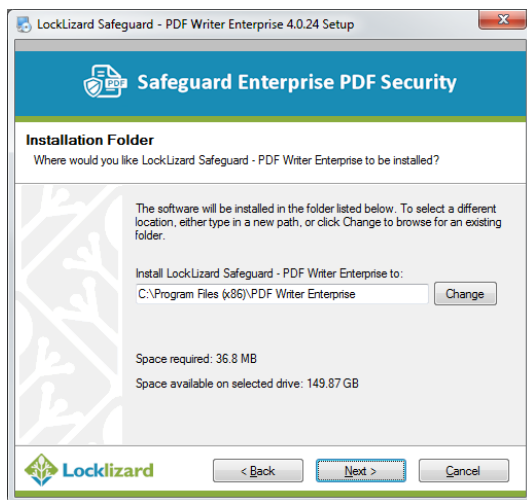 LockLizard Safeguard - PDF Writer Enterprise 4.0.24 Setup
PDF
Safeguard Enterprise PDF Security
Installation Folder
Where would you like LockLizard Safeguard - PDF Writer Enterprise to be installed?
The software will be installed in the folder listed below. To select a different
location, either type in a new path, or click Change to browse for an existing
folder.
Install LockLizard Safeguard - PDF Writer Enterprise to:
C:\Program Files (x86)\PDF Writer Enterprise
Change
Space required: 36.8 MB
Space available on selected drive: 149.87 GB
Locklizard
< Back
Next >
Cancel